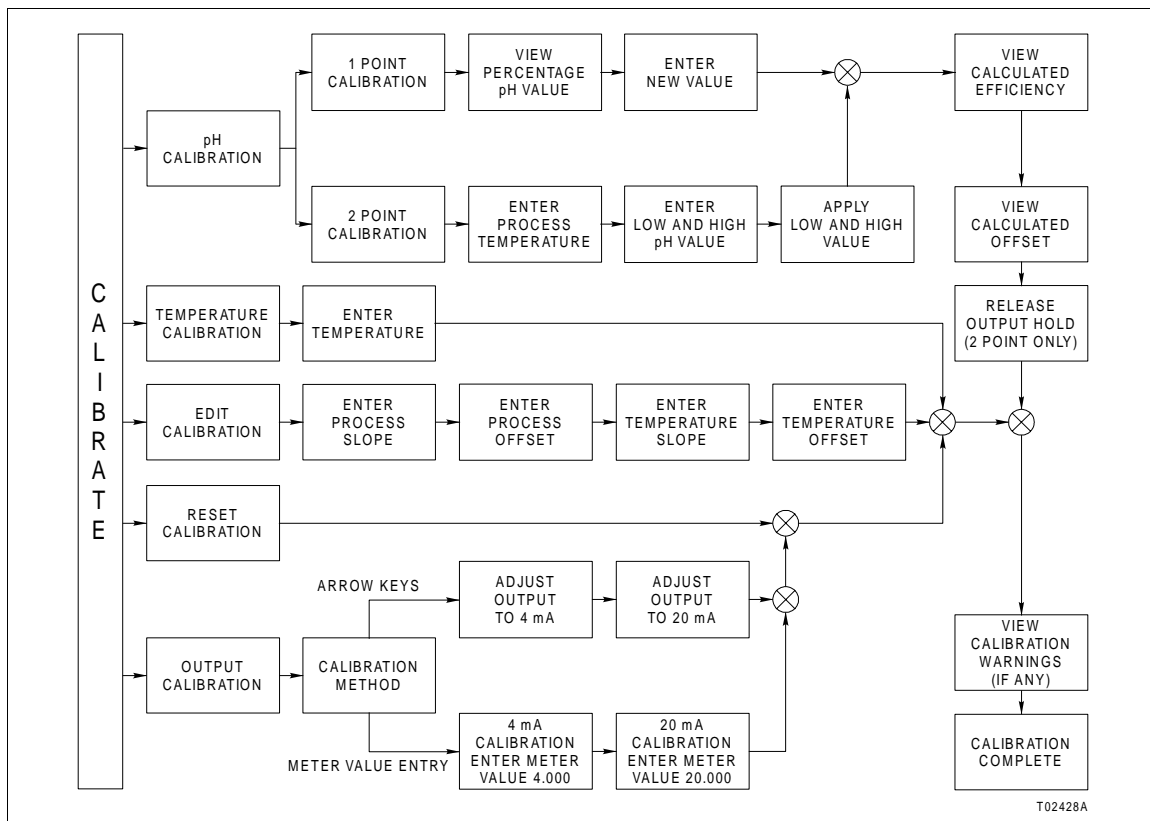 CALIBRATE
pH
CALIBRATION
1 POINT
CALIBRATION
VIEW
PERCENTAGE
pH VALUE
ENTER
NEW VALUE
VIEW
CALCULATED
EFFICIENCY
2 POINT
CALIBRATION
ENTER
PROCESS
TEMPERATURE
ENTER
LOW AND HIGH
pH VALUE
APPLY
LOW AND HIGH
VALUE
VIEW
CALCULATED
OFFSET
RELEASE
OUTPUT HOLD
(2 POINT ONLY)
TEMPERATURE
CALIBRATION
ENTER
TEMPERATURE
EDIT
CALIBRATION
ENTER
PROCESS
SLOPE
ENTER
PROCESS
OFFSET
ENTER
TEMPERATURE
SLOPE
ENTER
TEMPERATURE
OFFSET
RESET
CALIBRATION
OUTPUT
CALIBRATION
CALIBRATION
METHOD
ARROW KEYS
ADJUST
OUTPUT
TO 4 mA
ADJUST
OUTPUT
TO 20 mA
METER VALUE ENTRY
4 mA
CALIBRATION
ENTER METER
VALUE 4.000
20 mA
CALIBRATION
ENTER METER
VALUE 20.000
VIEW
CALIBRATION
WARNINGS
(IF ANY)
CALIBRATION
COMPLETE
T02428A